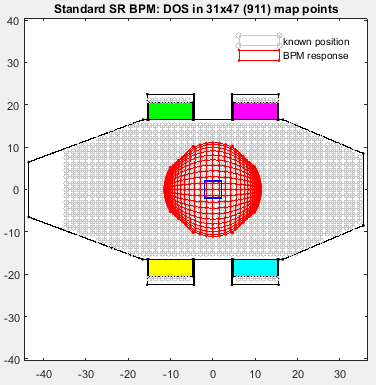 Standard SR BPM: DOS in 31x47 (911) map points
known position
BPM response
40
30
20
10
0
-10
-20
-30
-40
-40 -30 -20 -10 0 10 20 30